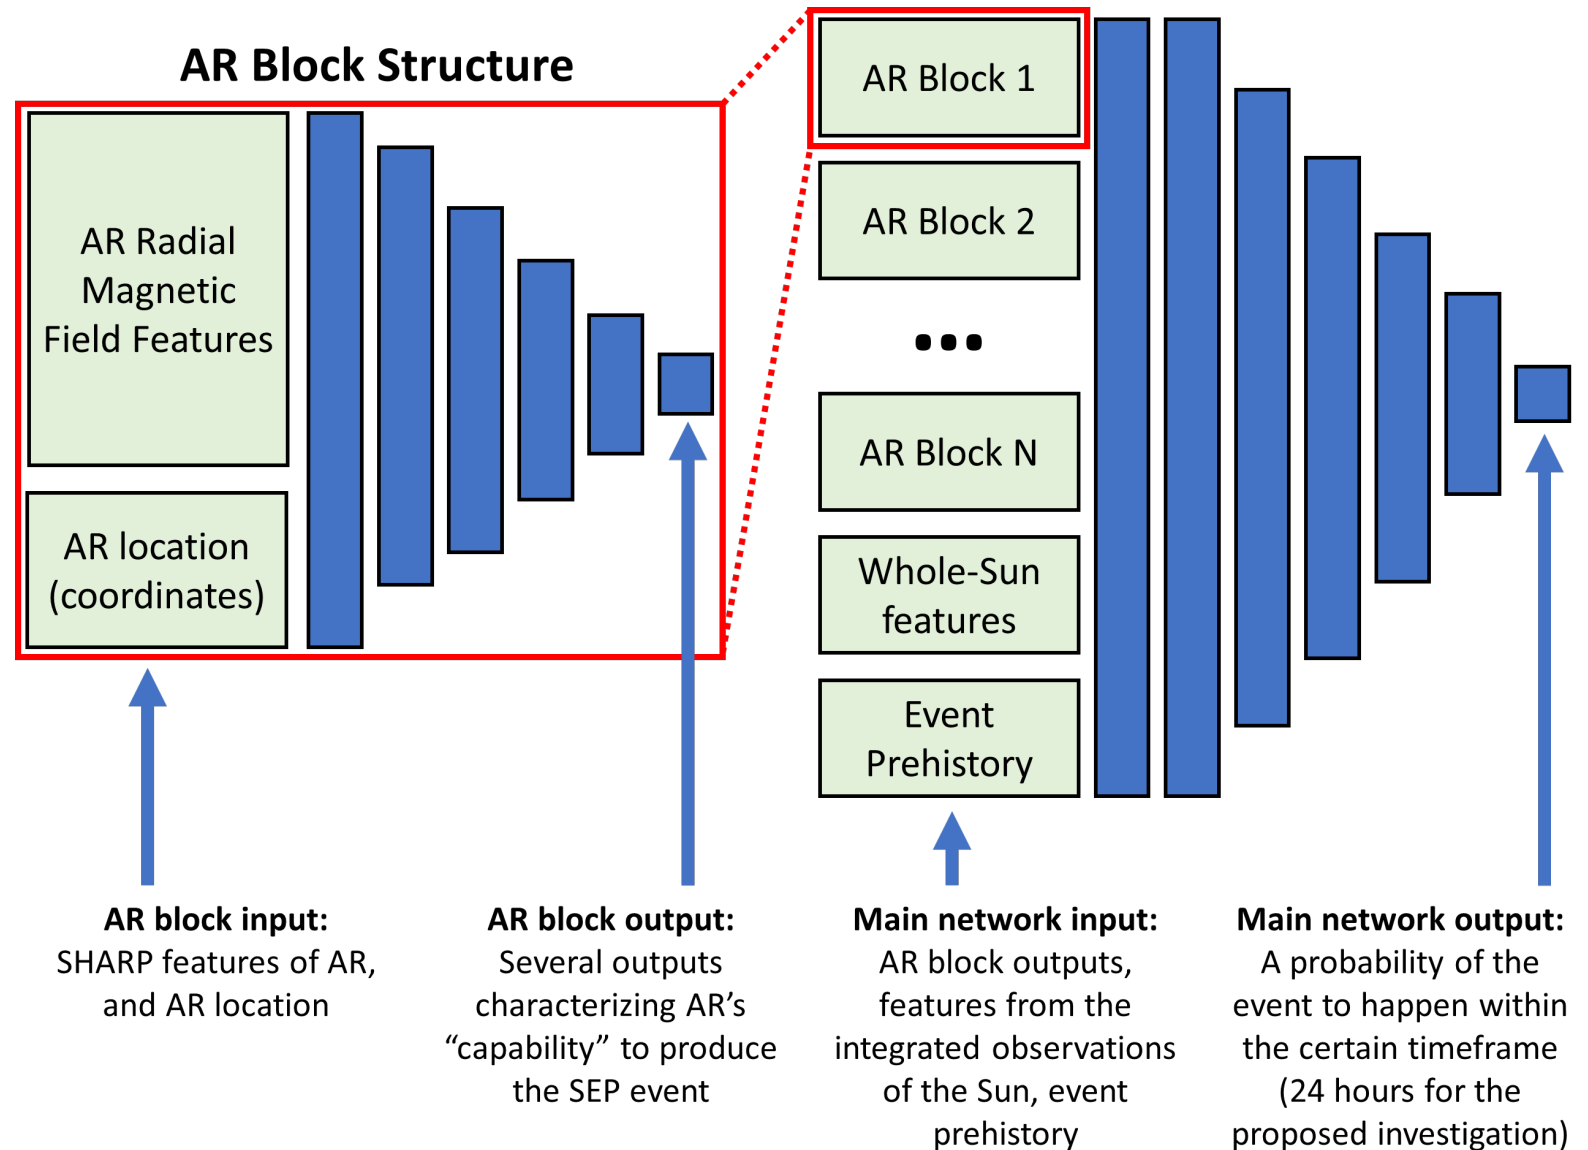 AR Block Structure
AR Radial
Magnetic
Field Features
AR location
(coordinates)
AR Block 1
AR Block 2
...
AR Block N
Whole-Sun
features
Event
Prehistory
AR block input:
SHARP features of AR,
and AR location
AR block output:
Several outputs
characterizing AR’s
“capability” to produce
the SEP event
Main network input:
AR block outputs,
features from the
integrated observations
of the Sun, event
prehistory
Main network output:
A probability of the
event to happen within
the certain timeframe
(24 hours for the
proposed investigation)